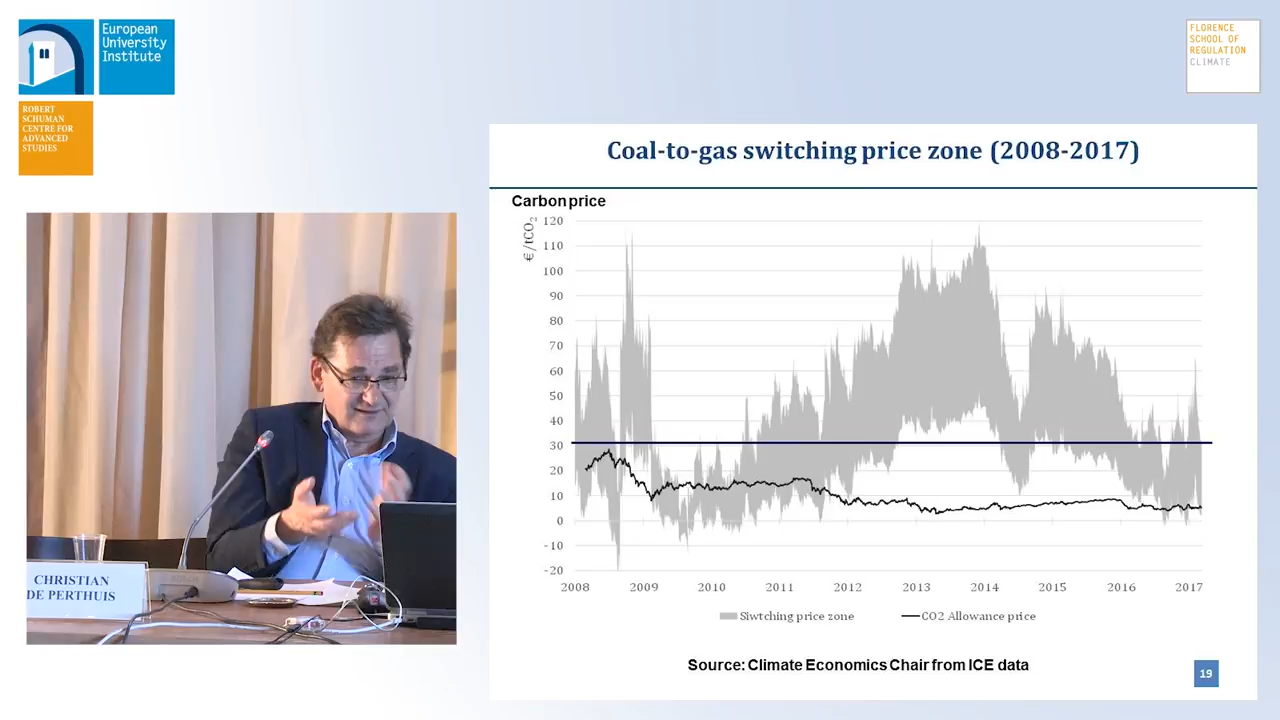 European
University
Institute
ROBERT
SCHUMAN
CENTRE FOR
ADVANCED
STUDIES
FLORENCE
SCHOOL OF
REGULATION
CLIMATE
Coal-to-gas switching price zone (2008-2017)
Carbon price
€/tCO2
120
110
100
90
80
70
60
50
40
30
20
10
0
-10
-20
2008 2009 2010 2011 2012 2013 2014 2015 2016 2017
Siwtching price zone CO2 Allowance price
Source: Climate Economics Chair from ICE data
19
CHRISTIAN
DE PERTHUIS